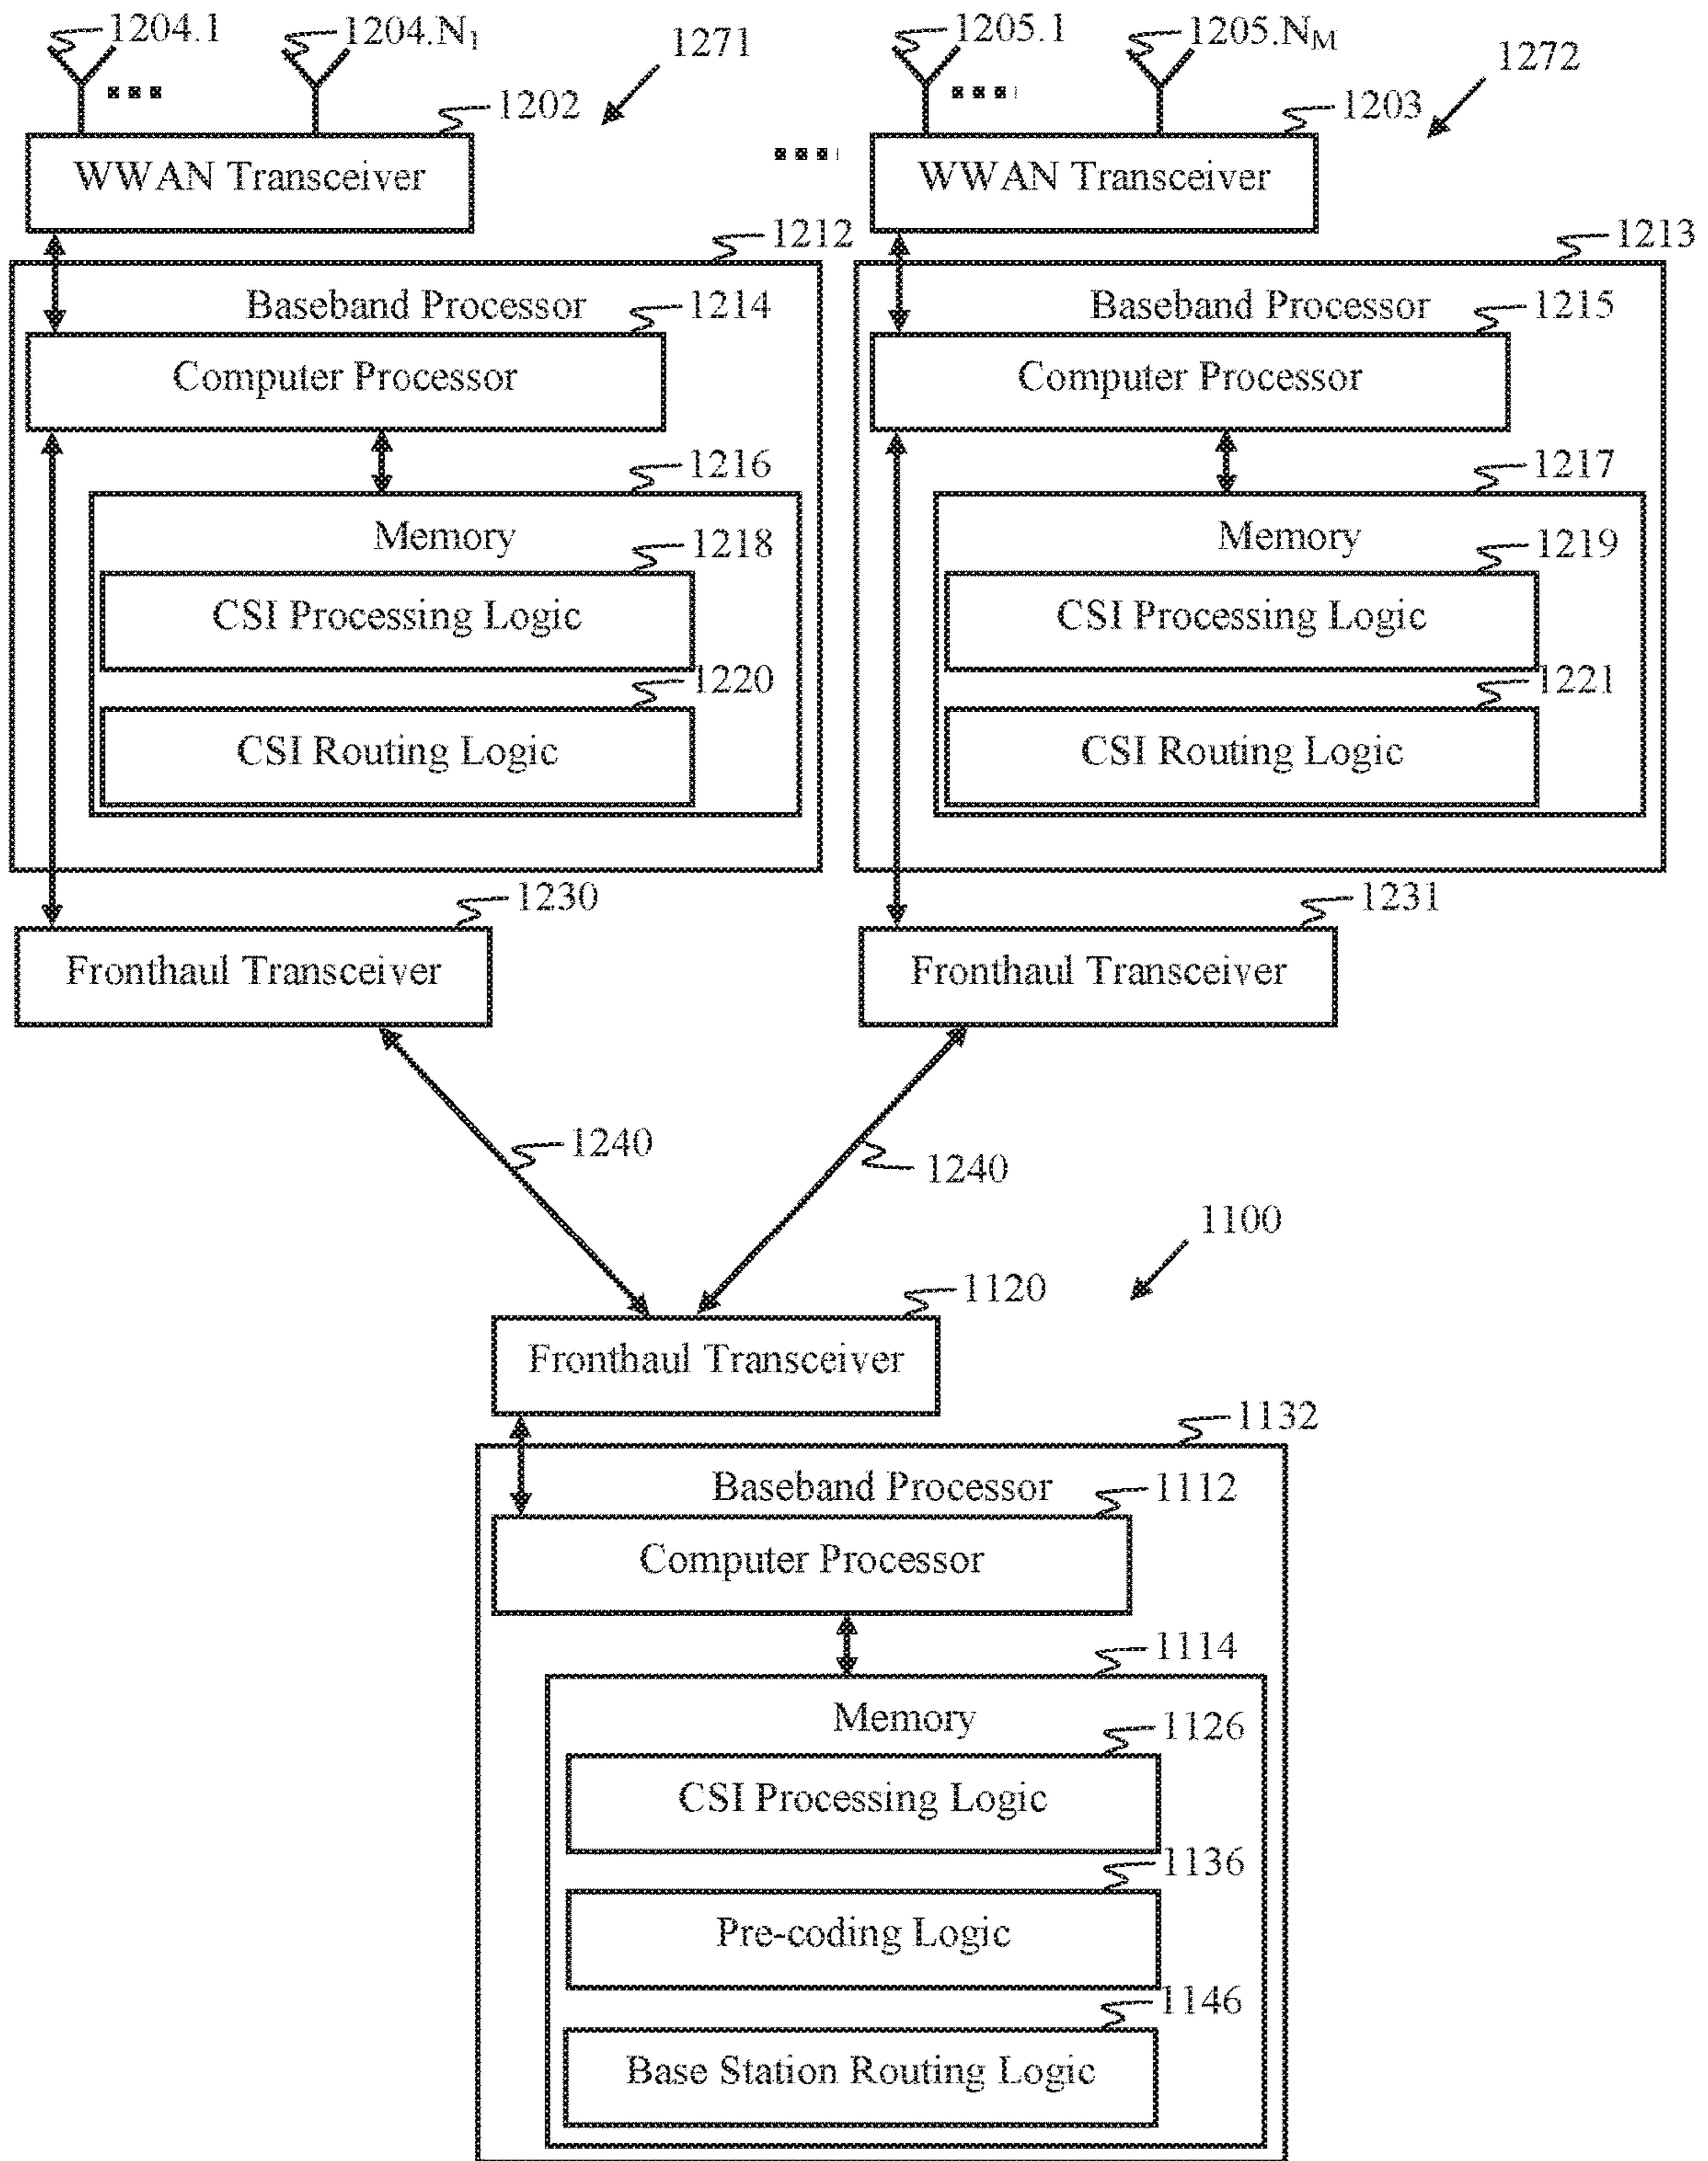 1204.1 1204.N1 1271 1205.1 1205.NM 1272
1202 1203
WWAN Transceiver WWAN Transceiver
1212 1213
Baseband Processor 1214 Baseband Processor 1215
Computer Processor Computer Processor
1216 1217
Memory 1218 Memory 1219
CSI Processing Logic CSI Processing Logic
1220 1221
CSI Routing Logic CSI Routing Logic
1230 1231
Fronthaul Transceiver Fronthaul Transceiver
1240 1240
1100
1120
Fronthaul Transceiver
1132
Baseband Processor 1112
Computer Processor
1114
Memory 1126
CSI Processing Logic
1136
Pre-coding Logic
1146
Base Station Routing Logic